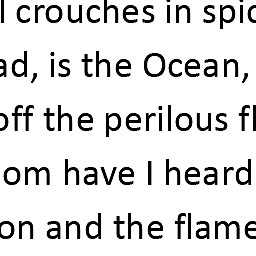 l crouches in spic
ad, is the Ocean,
off the perilous fl
om have I heard
on and the flame